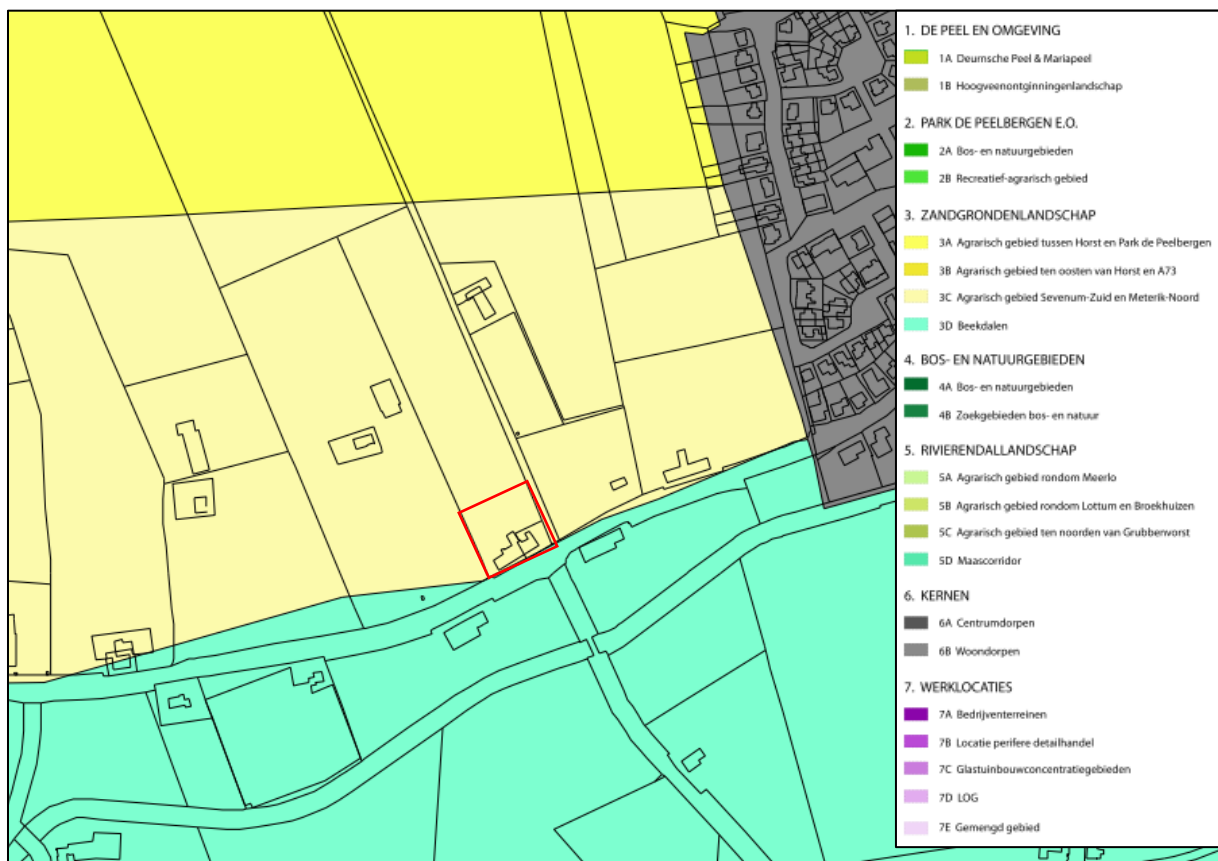 1. DE PEEL EN OMGEVING
1A Deurnsche Peel & Mariapeel
1B Hoogveenontginningenlandschap
2. PARK DE PEELBERGEN E.O.
2A Bos- en natuurgebieden
2B Recreatief-agrarisch gebied
3. ZANDGRONDENLANDSCHAP
3A Agrarisch gebied tussen Horst en Park de Peelbergen
3B Agrarisch gebied ten oosten van Horst en A73
3C Agrarisch gebied Sevenum-Zuid en Meterik-Noord
3D Beekdalen
4. BOS- EN NATUURGEBIEDEN
4A Bos- en natuurgebieden
4B Zoekgebieden bos- en natuur
5. RIVIERENDALLANDSCHAP
5A Agrarisch gebied rondom Meerlo
5B Agrarisch gebied rondom Lottum en Broekhuizen
5C Agrarisch gebied ten noorden van Grubbenvorst
5D Maascorridor
6. KERNEN
6A Centrumdorpen
6B Woondorpen
7. WERKLOCATIES
7A Bedrijventerreinen
7B Locatie perifere detailhandel
7C Glastuinbouwconcentratiegebieden
7D LOG
7E Gemengd gebied